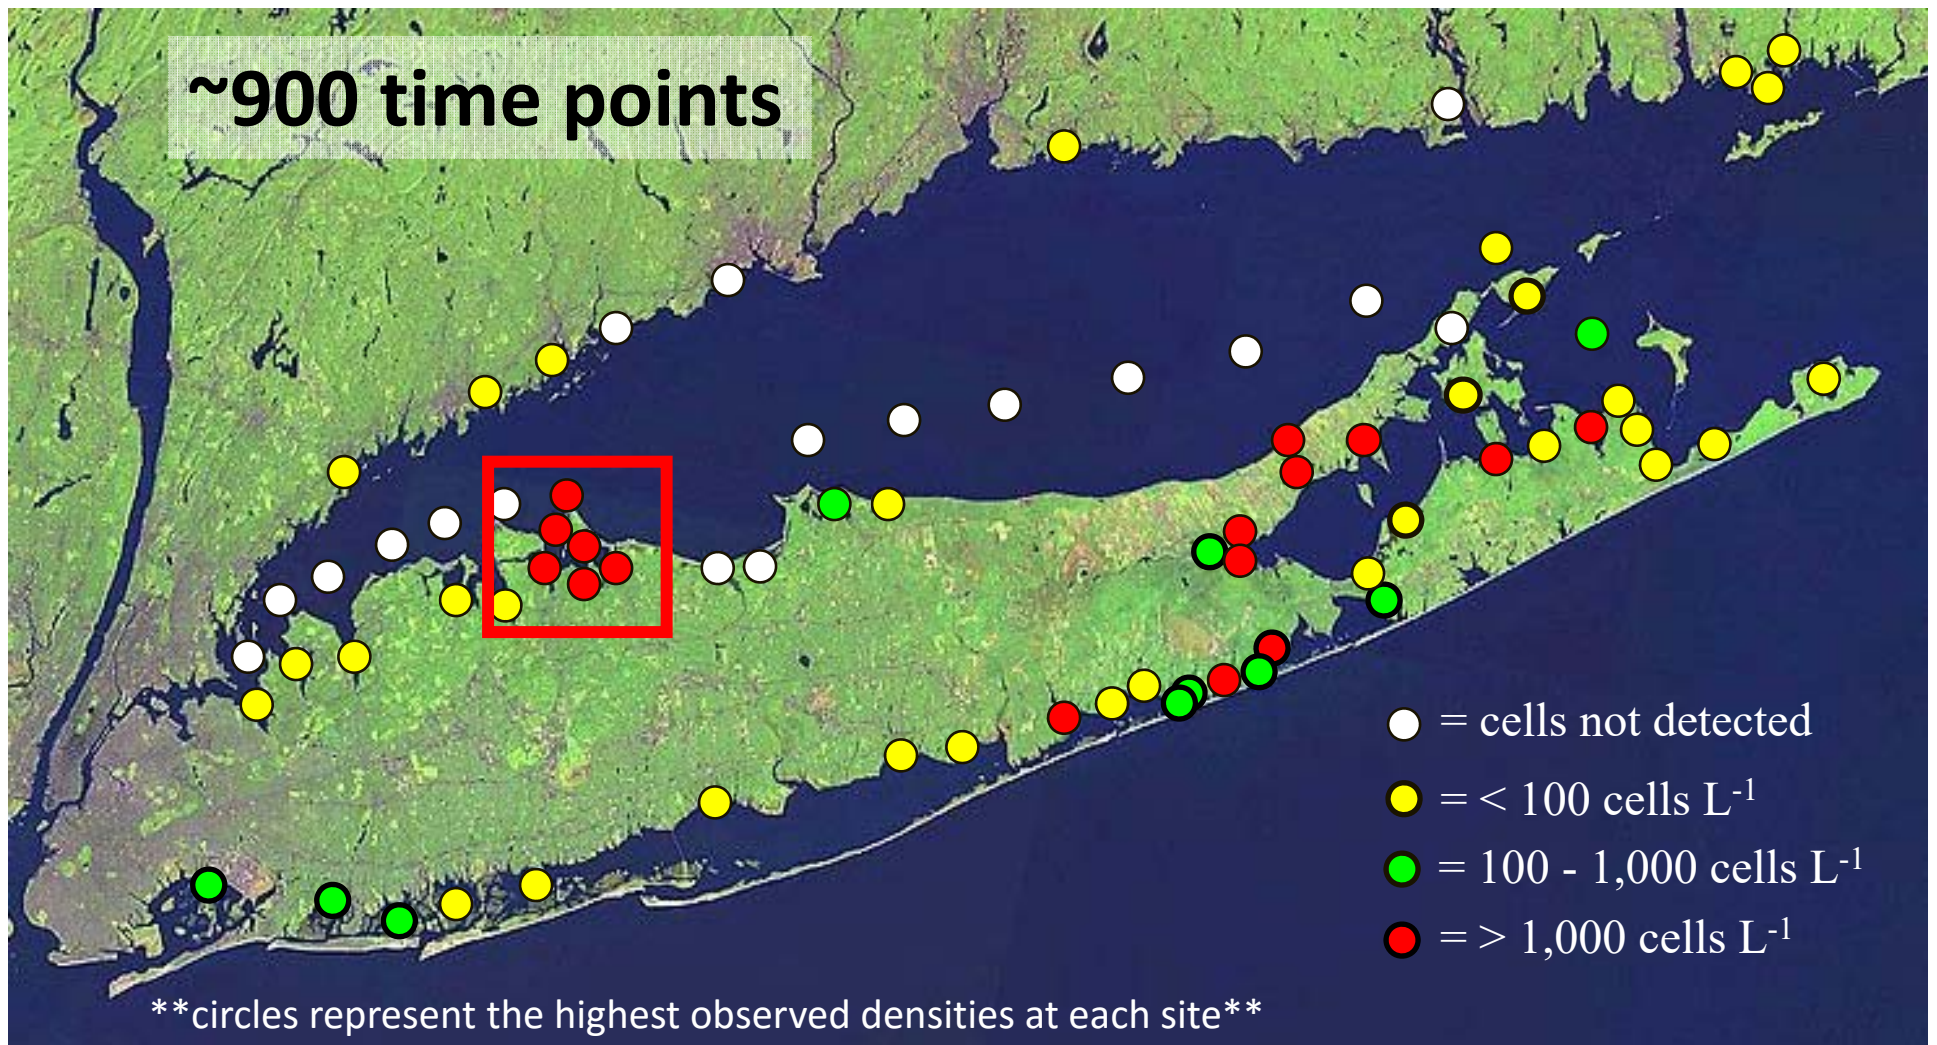 ~900 time points
= cells not detected
= < 100 cells L⁻¹
= 100 - 1,000 cells L⁻¹
= > 1,000 cells L⁻¹
**circles represent the highest observed densities at each site**